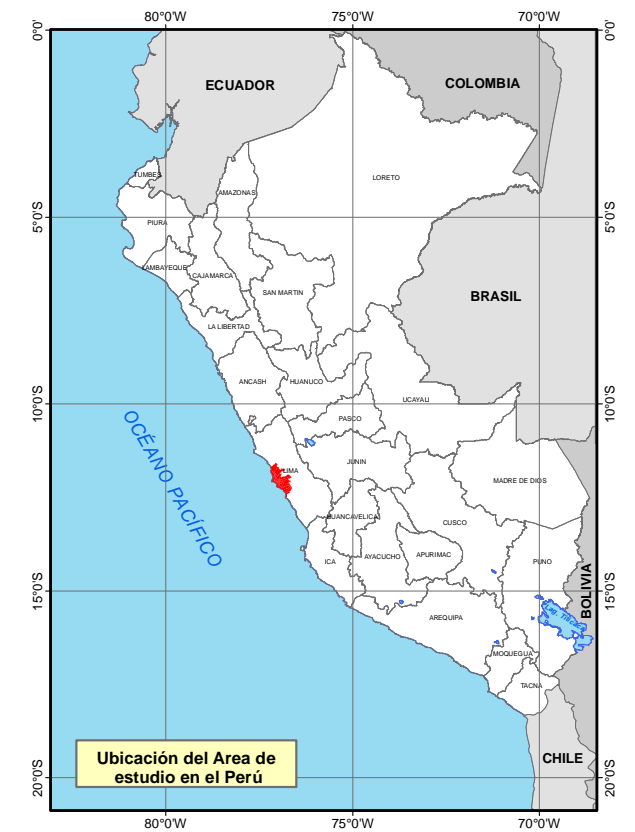 80°0'W 75°0'W 70°0'W
0°0' 0°0'
ECUADOR
COLOMBIA
TUMBES
LORETO
AMAZONAS
5°0'S 5°0'S
PIURA
LAMBAYEQUE
CAJAMARCA
SAN MARTIN
BRASIL
LA LIBERTAD
ANCASH
HUANUCO
UCAYALI
10°0'S 10°0'S
PASCO
OCÉANO PACÍFICO
LIMA
JUNIN
MADRE DE DIOS
HUANCAVELICA
CUSCO
ICA
AYACUCHO
APURIMAC
PUNO
BOLIVIA
15°0'S 15°0'S
Lag. Titicaca
AREQUIPA
MOQUEGUA
TACNA
Ubicación del Area de
estudio en el Perú
CHILE
20°0'S 20°0'S
80°0'W 75°0'W 70°0'W